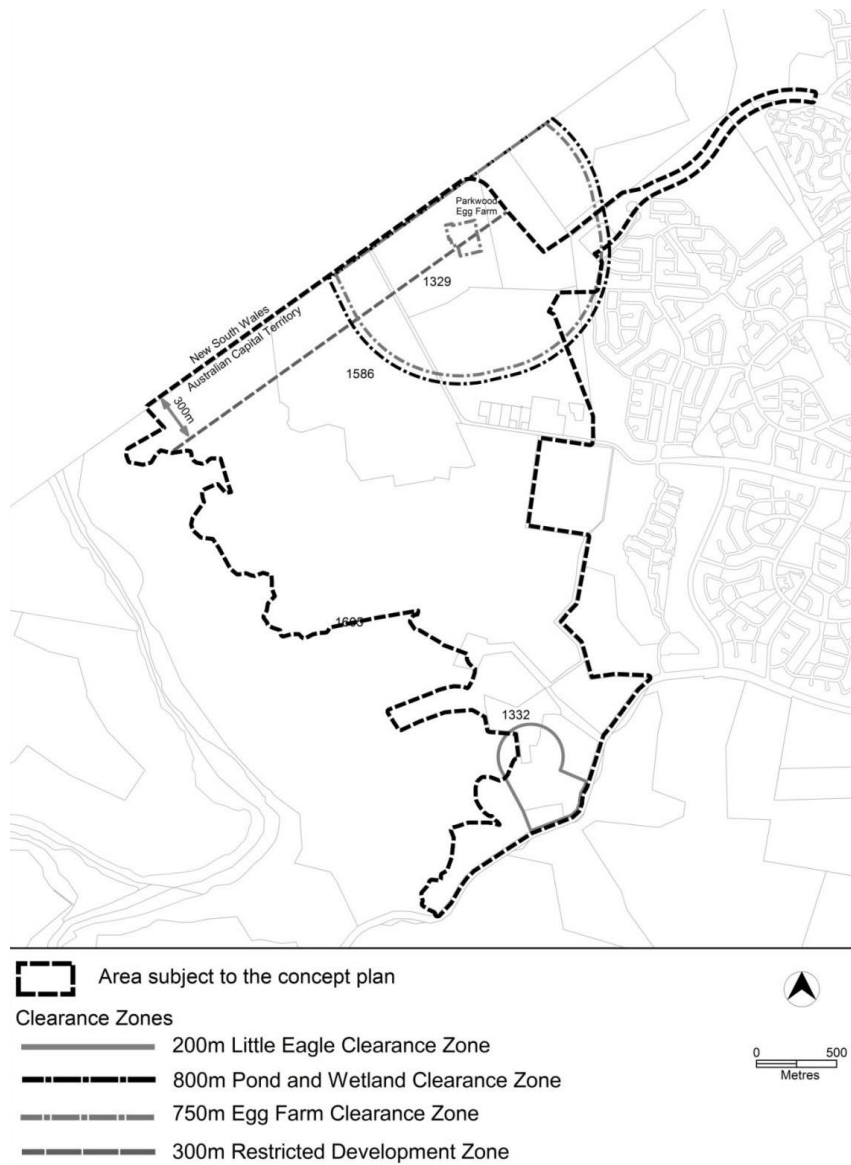 Parkwood
Egg Farm
1329
New South Wales
Australian Capital Territory
1586
300m
1332
Area subject to the concept plan
Clearance Zones
200m Little Eagle Clearance Zone
800m Pond and Wetland Clearance Zone
750m Egg Farm Clearance Zone
300m Restricted Development Zone
0 500
Metres